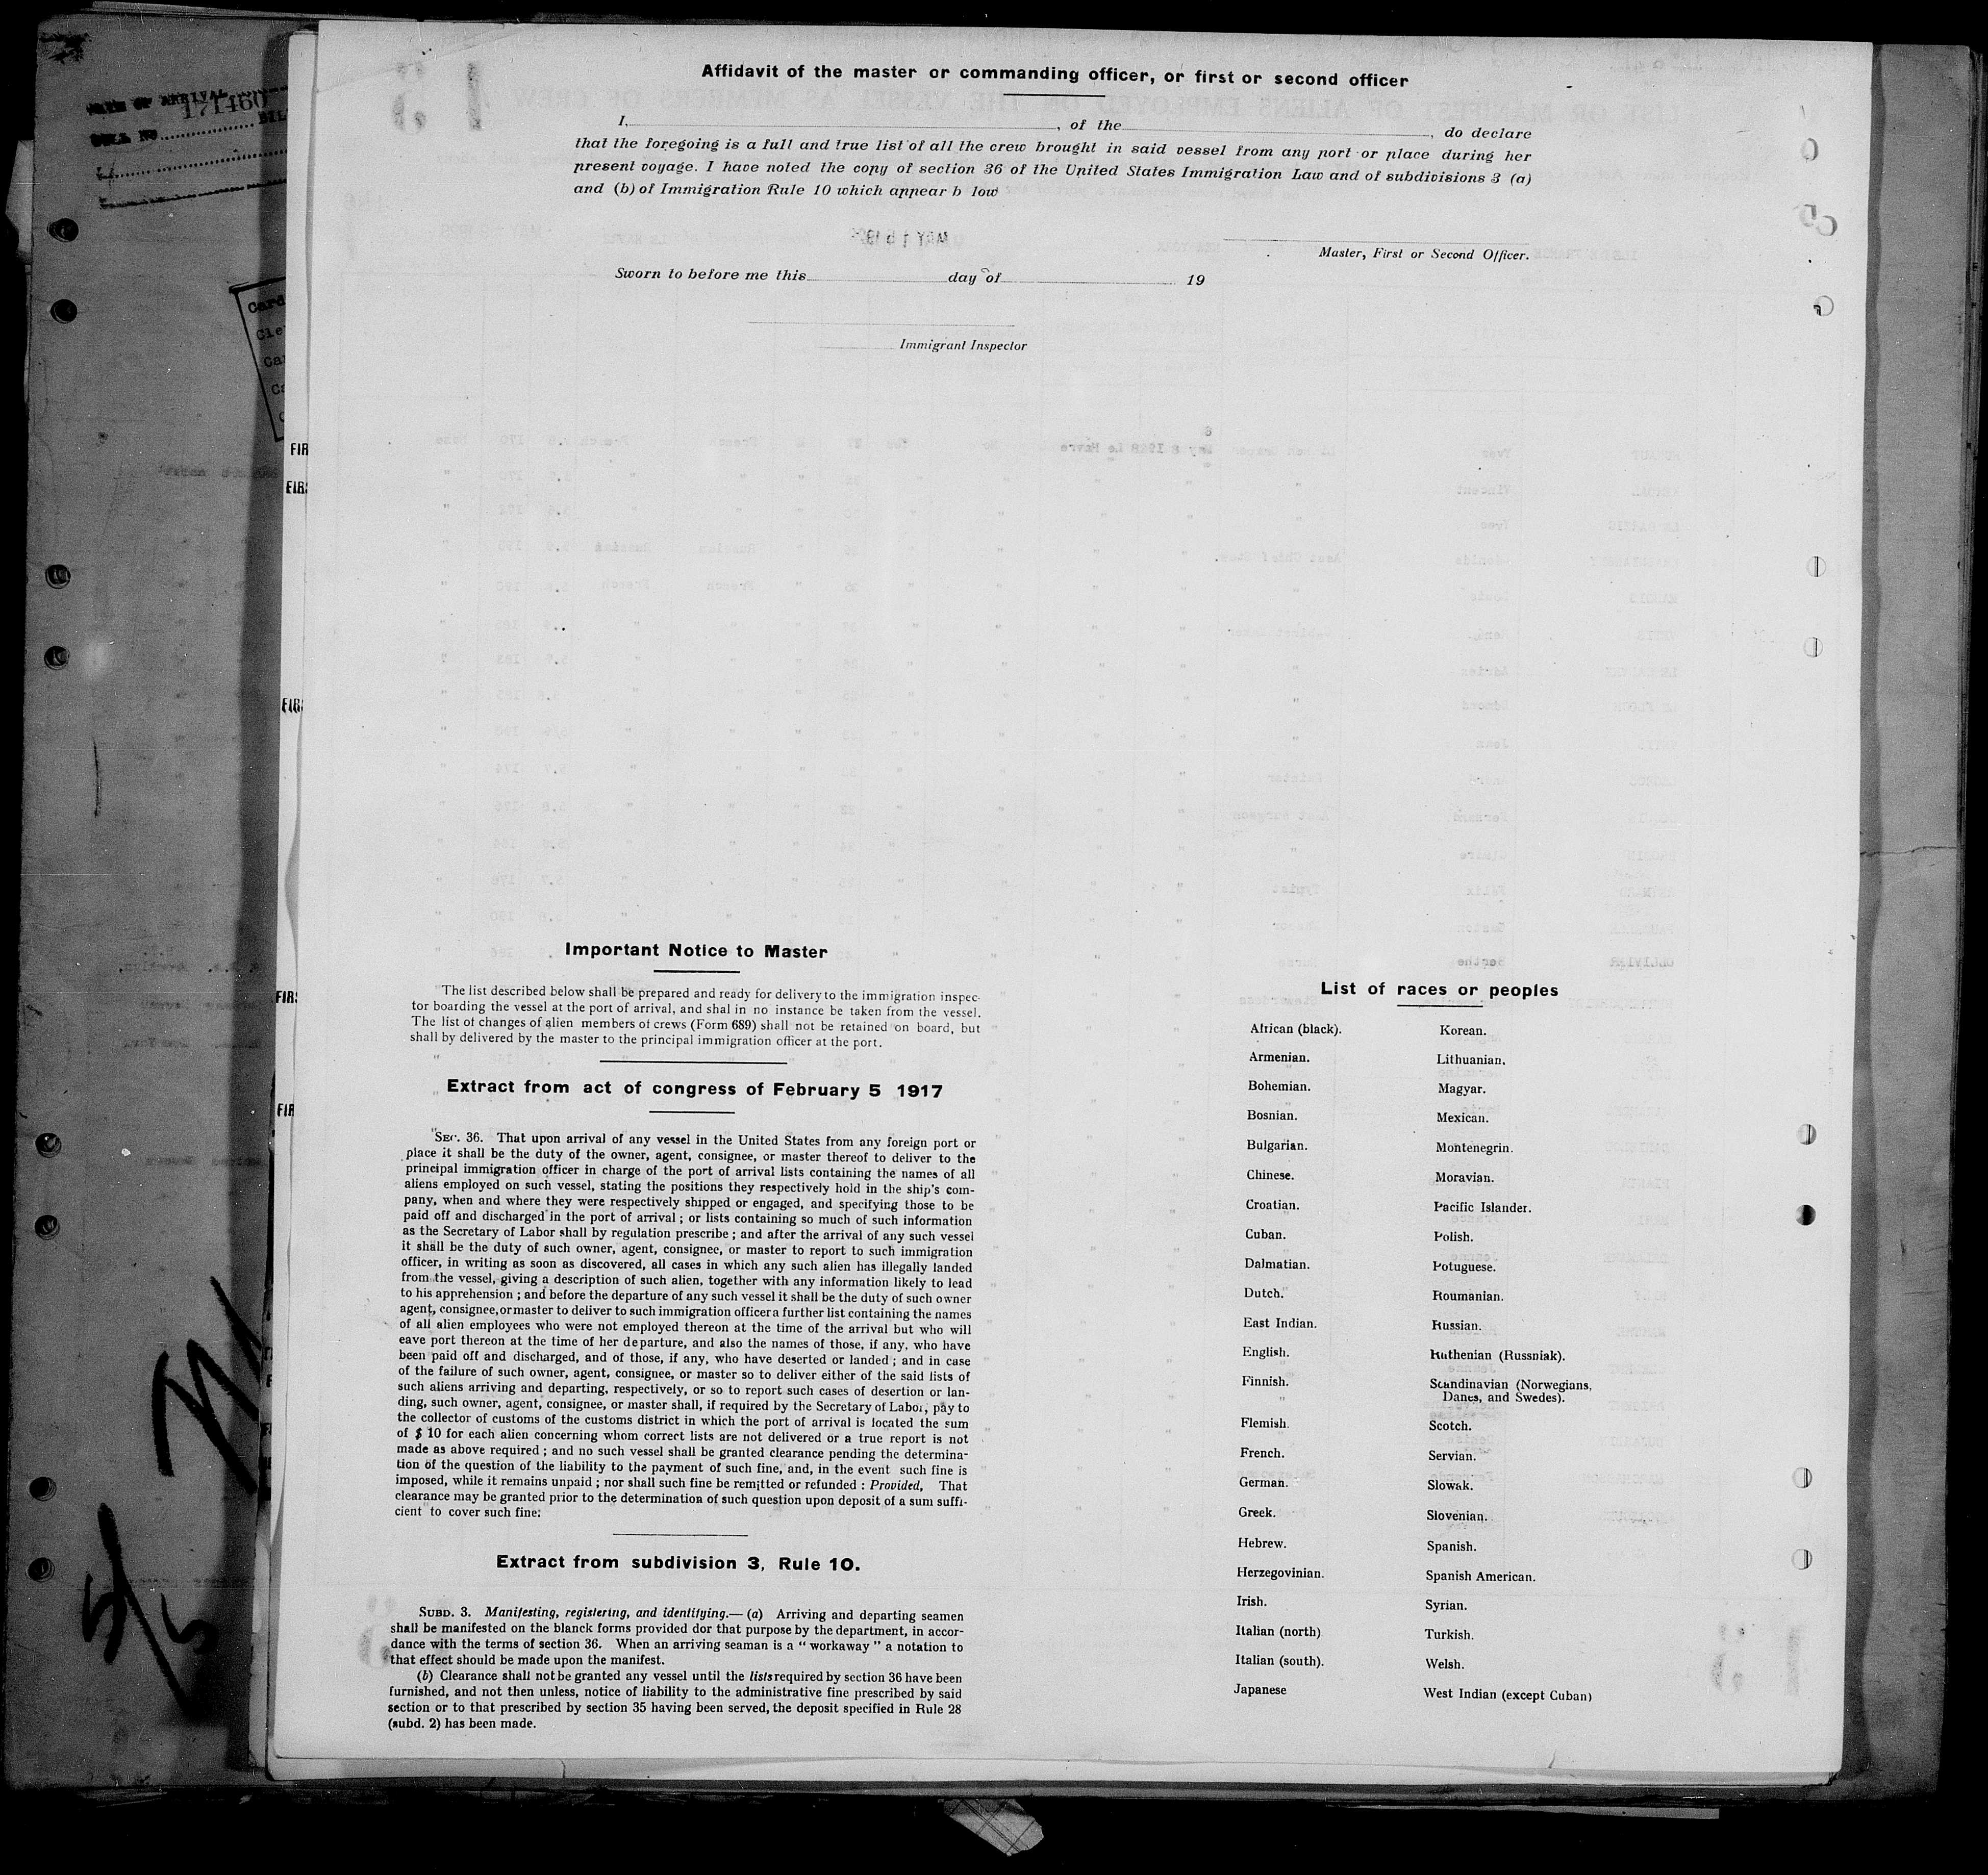 Affidavit of the master or commanding officer, or first or second officer
I, , of the , do declare
that the foregoing is a full and true list of all the crew brought in said vessel from any port or place during her
present voyage. I have noted the copy of section 36 of the United States Immigration Law and of subdivisions 3 (a)
and (b) of Immigration Rule 10 which appear b low
Master, First or Second Officer.
Sworn to before me this day of 19
Immigrant Inspector
171460
FIR
FIRS
FIRS
FIRS
FIR
Important Notice to Master
The list described below shall be prepared and ready for delivery to the immigration inspec-
tor boarding the vessel at the port of arrival, and shal in no instance be taken from the vessel.
The list of changes of alien members of crews (Form 689) shall not be retained on board, but
shall by delivered by the master to the principal immigration officer at the port.
Extract from act of congress of February 5 1917
SEC. 36. That upon arrival of any vessel in the United States from any foreign port or
place it shall be the duty of the owner, agent, consignee, or master thereof to deliver to the
principal immigration officer in charge of the port of arrival lists containing the names of all
aliens employed on such vessel, stating the positions they respectively hold in the ship's com-
pany, when and where they were respectively shipped or engaged, and specifying those to be
paid off and discharged in the port of arrival ; or lists containing so much of such information
as the Secretary of Labor shall by regulation prescribe ; and after the arrival of any such vessel
it shall be the duty of such owner, agent, consignee, or master to report to such immigration
officer, in writing as soon as discovered, all cases in which any such alien has illegally landed
from the vessel, giving a description of such alien, together with any information likely to lead
to his apprehension ; and before the departure of any such vessel it shall be the duty of such owner
agent, consignee, or master to deliver to such immigration officer a further list containing the names
of all alien employees who were not employed thereon at the time of the arrival but who will
eave port thereon at the time of her departure, and also the names of those, if any, who have
been paid off and discharged, and of those, if any, who have deserted or landed ; and in case
of the failure of such owner, agent, consignee, or master so to deliver either of the said lists of
such aliens arriving and departing, respectively, or so to report such cases of desertion or lan-
ding, such owner, agent, consignee, or master shall, if required by the Secretary of Labor, pay to
the collector of customs of the customs district in which the port of arrival is located the sum
of $ 10 for each alien concerning whom correct lists are not delivered or a true report is not
made as above required ; and no such vessel shall be granted clearance pending the determina-
tion of the question of the liability to the payment of such fine, and, in the event such fine is
imposed, while it remains unpaid ; nor shall such fine be remitted or refunded : Provided, That
clearance may be granted prior to the determination of such question upon deposit of a sum suffi-
cient to cover such fine:
Extract from subdivision 3, Rule 10.
SUBD. 3. Manifesting, registering, and identifying.— (a) Arriving and departing seamen
shall be manifested on the blanck forms provided dor that purpose by the department, in accor-
dance with the terms of section 36. When an arriving seaman is a “ workaway ” a notation to
that effect should be made upon the manifest.
(b) Clearance shall not be granted any vessel until the lists required by section 36 have been
furnished, and not then unless, notice of liability to the administrative fine prescribed by said
section or to that prescribed by section 35 having been served, the deposit specified in Rule 28
(subd. 2) has been made.
List of races or peoples
African (black). Korean.
Armenian. Lithuanian.
Bohemian. Magyar.
Bosnian. Mexican.
Bulgarian. Montenegrin.
Chinese. Moravian.
Croatian. Pacific Islander.
Cuban. Polish.
Dalmatian. Potuguese.
Dutch. Roumanian.
East Indian. Russian.
English. Ruthenian (Russniak).
Finnish. Scandinavian (Norwegians,
Danes, and Swedes).
Flemish. Scotch.
French. Servian.
German. Slowak.
Greek. Slovenian.
Hebrew. Spanish.
Herzegovinian. Spanish American.
Irish. Syrian.
Italian (north) Turkish.
Italian (south). Welsh.
Japanese West Indian (except Cuban)